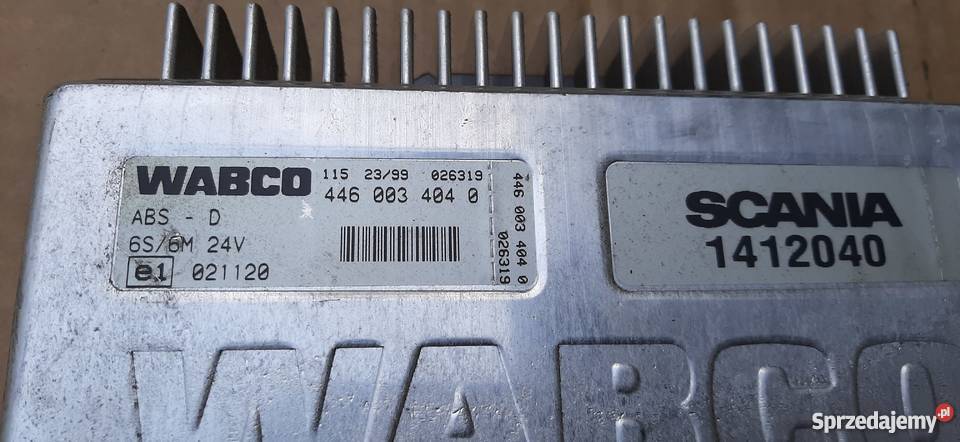 WABCO
115 23/99 026319
446 003 404 0
ABS - D
6S/6M 24V
e1 021120
446 003 404 0
026319
SCANIA
1412040
WABCO
Sprzedajemy.pl